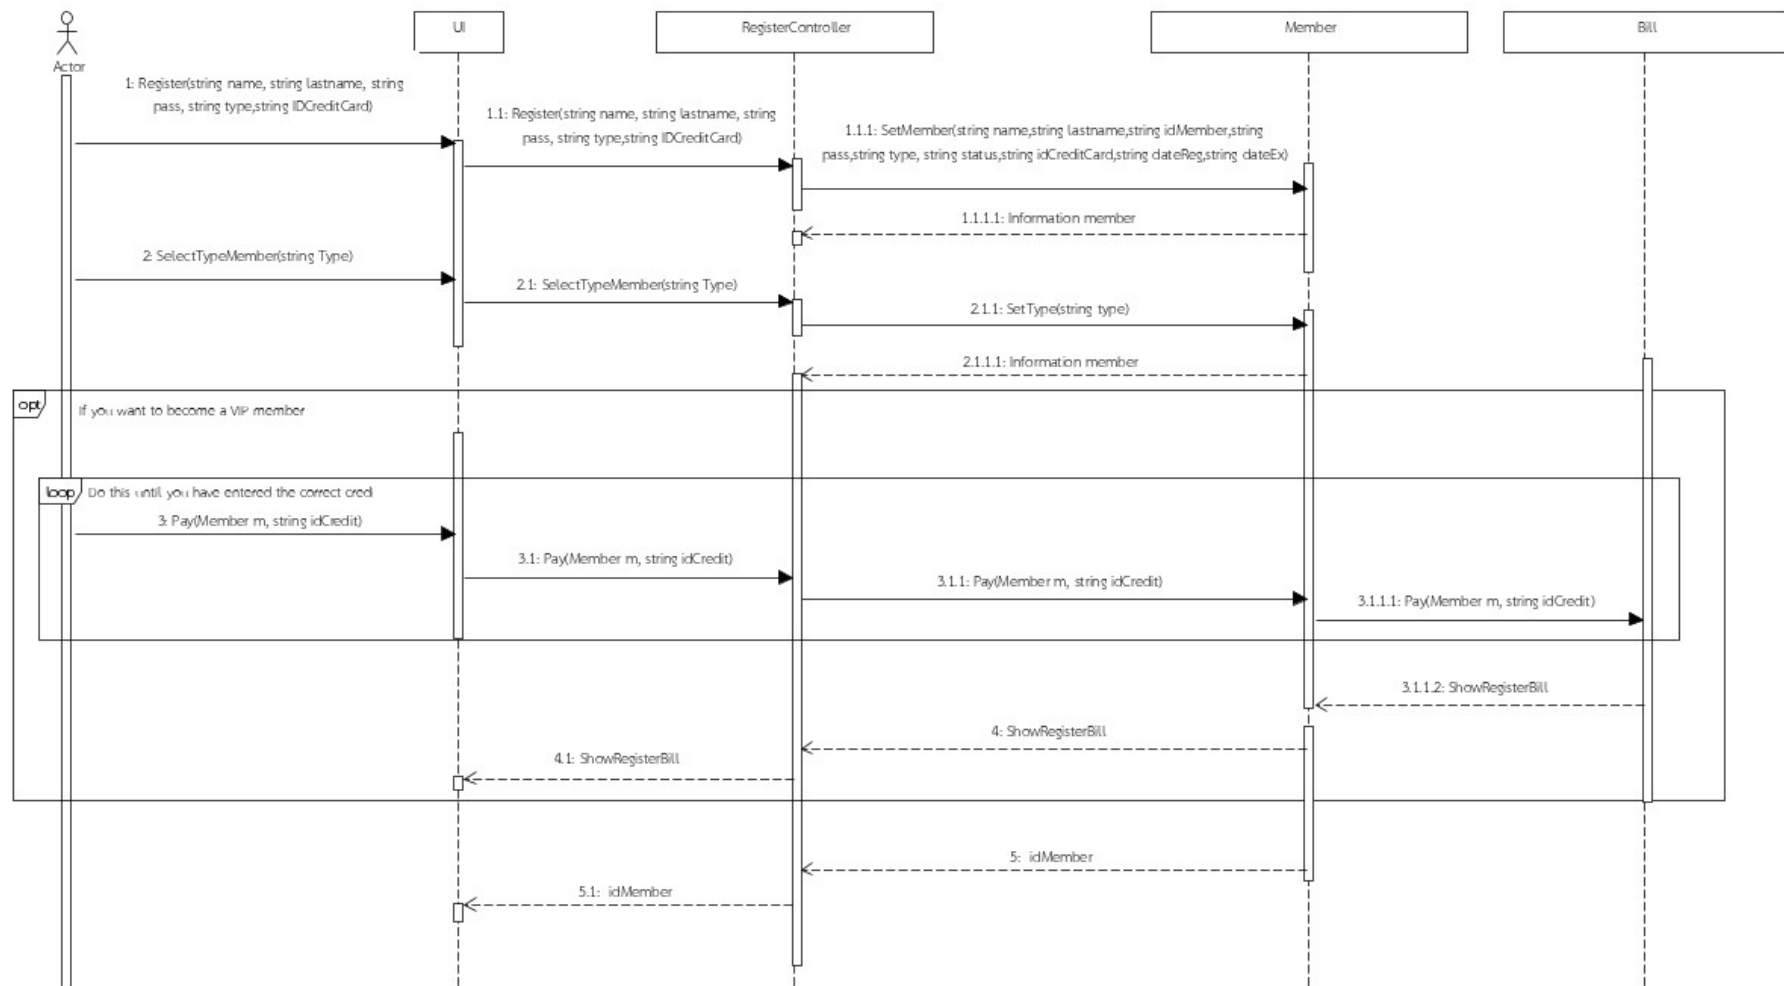 UI
RegisterController
Member
Bill
Actor
1: Register(string name, string lastname, string
pass, string type,string IDCreditCard)
1.1: Register(string name, string lastname, string
pass, string type,string IDCreditCard)
1.1.1: SetMember(string name,string lastname,string idMember,string
pass,string type, string status,string idCreditCard,string dateReg,string dateEx)
1.1.1.1: Information member
2: SelectTypeMember(string Type)
2.1: SelectTypeMember(string Type)
2.1.1: SetType(string type)
2.1.1.1: Information member
opt
If you want to become a VIP member
loop
Do this until you have entered the correct credi
3: Pay(Member m, string idCredit)
3.1: Pay(Member m, string idCredit)
3.1.1: Pay(Member m, string idCredit)
3.1.1.1: Pay(Member m, string idCredit)
3.1.1.2: ShowRegisterBill
4: ShowRegisterBill
4.1: ShowRegisterBill
5: idMember
5.1: idMember